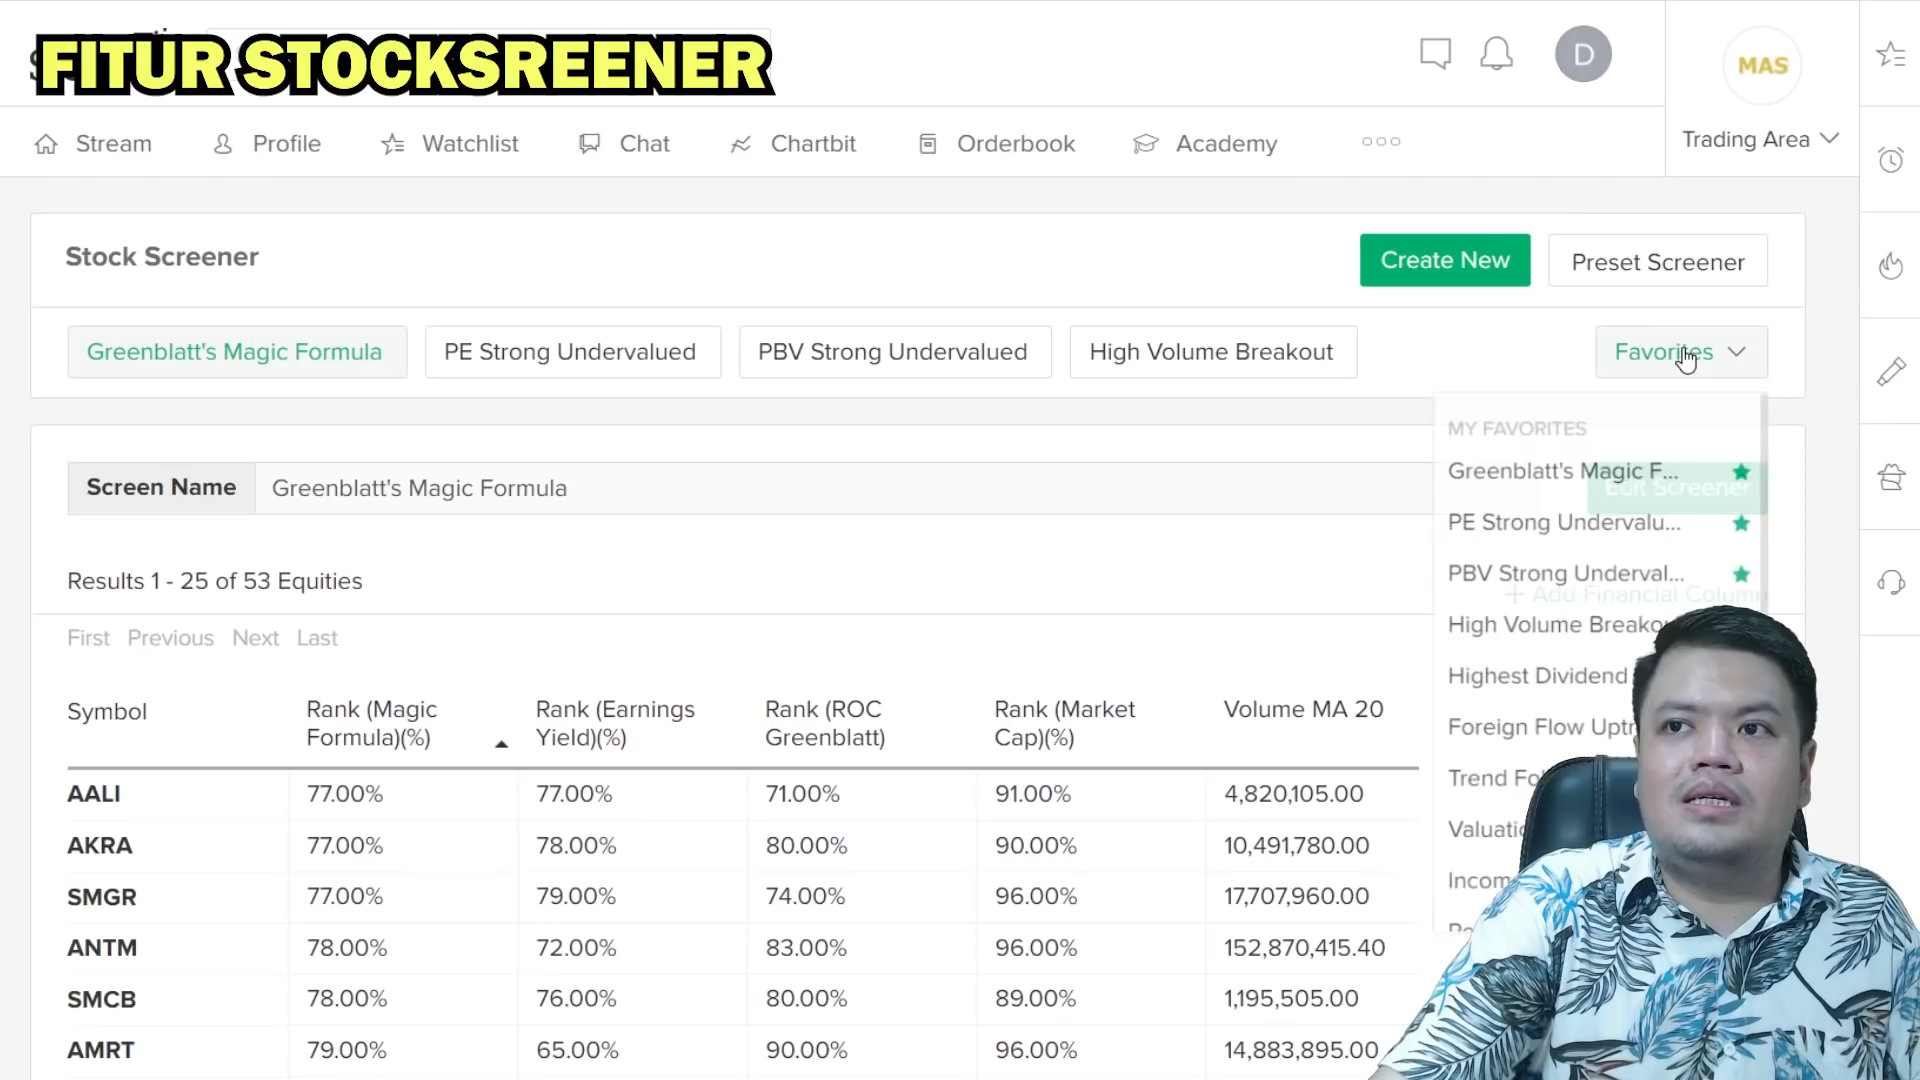 FITUR STOCKSREENER
D
MAS
Stream
Profile
Watchlist
Chat
Chartbit
Orderbook
Academy
Trading Area
Stock Screener
Create New
Preset Screener
Greenblatt's Magic Formula
PE Strong Undervalued
PBV Strong Undervalued
High Volume Breakout
Favorites
MY FAVORITES
Greenblatt's Magic F...
PE Strong Undervalu...
PBV Strong Underval...
High Volume Breako
Highest Dividend
Foreign Flow Uptr
Trend Fo
Valuati
Incom
Screen Name
Greenblatt's Magic Formula
Edit Screener
Results 1 - 25 of 53 Equities
+ Add Financial Colum
First Previous Next Last
Symbol
Rank (Magic Formula)(%)
Rank (Earnings Yield)(%)
Rank (ROC Greenblatt)
Rank (Market Cap)(%)
Volume MA 20
AALI 77.00% 77.00% 71.00% 91.00% 4,820,105.00
AKRA 77.00% 78.00% 80.00% 90.00% 10,491,780.00
SMGR 77.00% 79.00% 74.00% 96.00% 17,707,960.00
ANTM 78.00% 72.00% 83.00% 96.00% 152,870,415.40
SMCB 78.00% 76.00% 80.00% 89.00% 1,195,505.00
AMRT 79.00% 65.00% 90.00% 96.00% 14,883,895.00